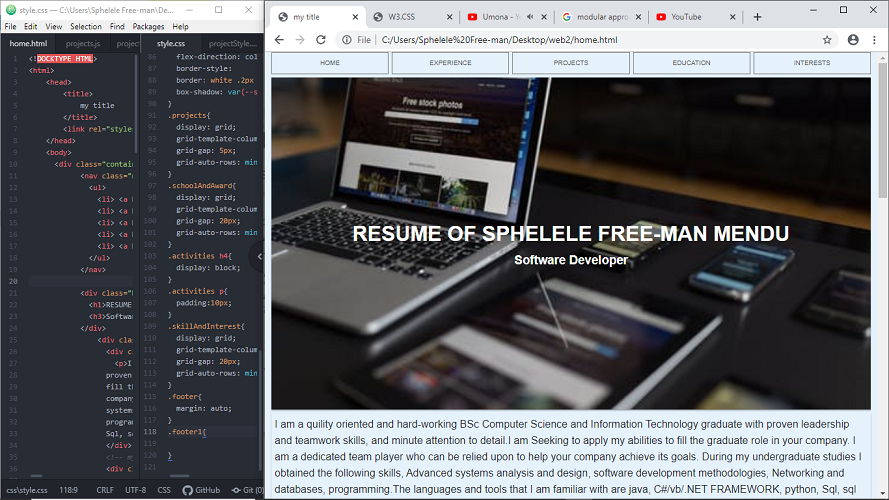 style.css — C:\Users\Sphelele Free-man\Desktop
File Edit View Selection Find Packages
home.html
projects.js
project
style.css
projectStyle....
1 <!DOCTYPE HTML>
2 <html>
3 <head>
4 <title>
5 my title
6 </title>
7 <link rel="styles
8 </head>
9 <body>
10 <div class="contai
11 <nav class="
12 <ul>
13 <li> <a
14 <li> <a
15 <li> <a
16 <li> <a
17 <li> <a
18 </ul>
19 </nav>
20
21 <div class="
22 <h1>RESUME
23 <h3>Softwar
24 </div>
25 <div class
26 <div cl
27 <p>I
28 proven
29 fill th
30 company
31 systems
32 program
33 Sql, se
34 </div>
35 <!-- my
36 <div cl
86 flex-direction: col
87 border-style:
88 border: white .2px
89 box-shadow: var(--s
90 }
91 .projects{
92 display: grid;
93 grid-template-colum
94 grid-gap: 5px;
95 grid-auto-rows: min
96 }
97 .schoolAndAward{
98 display: grid;
99 grid-template-colum
100 grid-gap: 20px;
101 grid-auto-rows: min
102 }
103 .activities h4{
104 display: block;
105 }
106 .activities p{
107 padding:10px;
108 }
109 .skillAndInterest{
110 display: grid;
111 grid-template-colum
112 grid-gap: 20px;
113 grid-auto-rows: min
114 }
115 .footer{
116 margin: auto;
117 }
118 .footer1{
119
120 }
121
css\style.css 118:9 CRLF UTF-8 CSS GitHub Git (0)
my title
W3.CSS
Umona -
modular appro
YouTube
File C:/Users/Sphelele%20Free-man/Desktop/web2/home.html
HOME
EXPERIENCE
PROJECTS
EDUCATION
INTERESTS
Free stock photos
RESUME OF SPHELELE FREE-MAN MENDU
Software Developer
I am a quility oriented and hard-working BSc Computer Science and Information Technology graduate with proven leadership
and teamwork skills, and minute attention to detail.I am Seeking to apply my abilities to fill the graduate role in your company. I
am a dedicated team player who can be relied upon to help your company achieve its goals. During my undergraduate studies I
obtained the following skills, Advanced systems analysis and design, software development methodologies, Networking and
databases, programming.The languages and tools that I am familiar with are java, C#/vb/.NET FRAMEWORK, python, Sql, sql